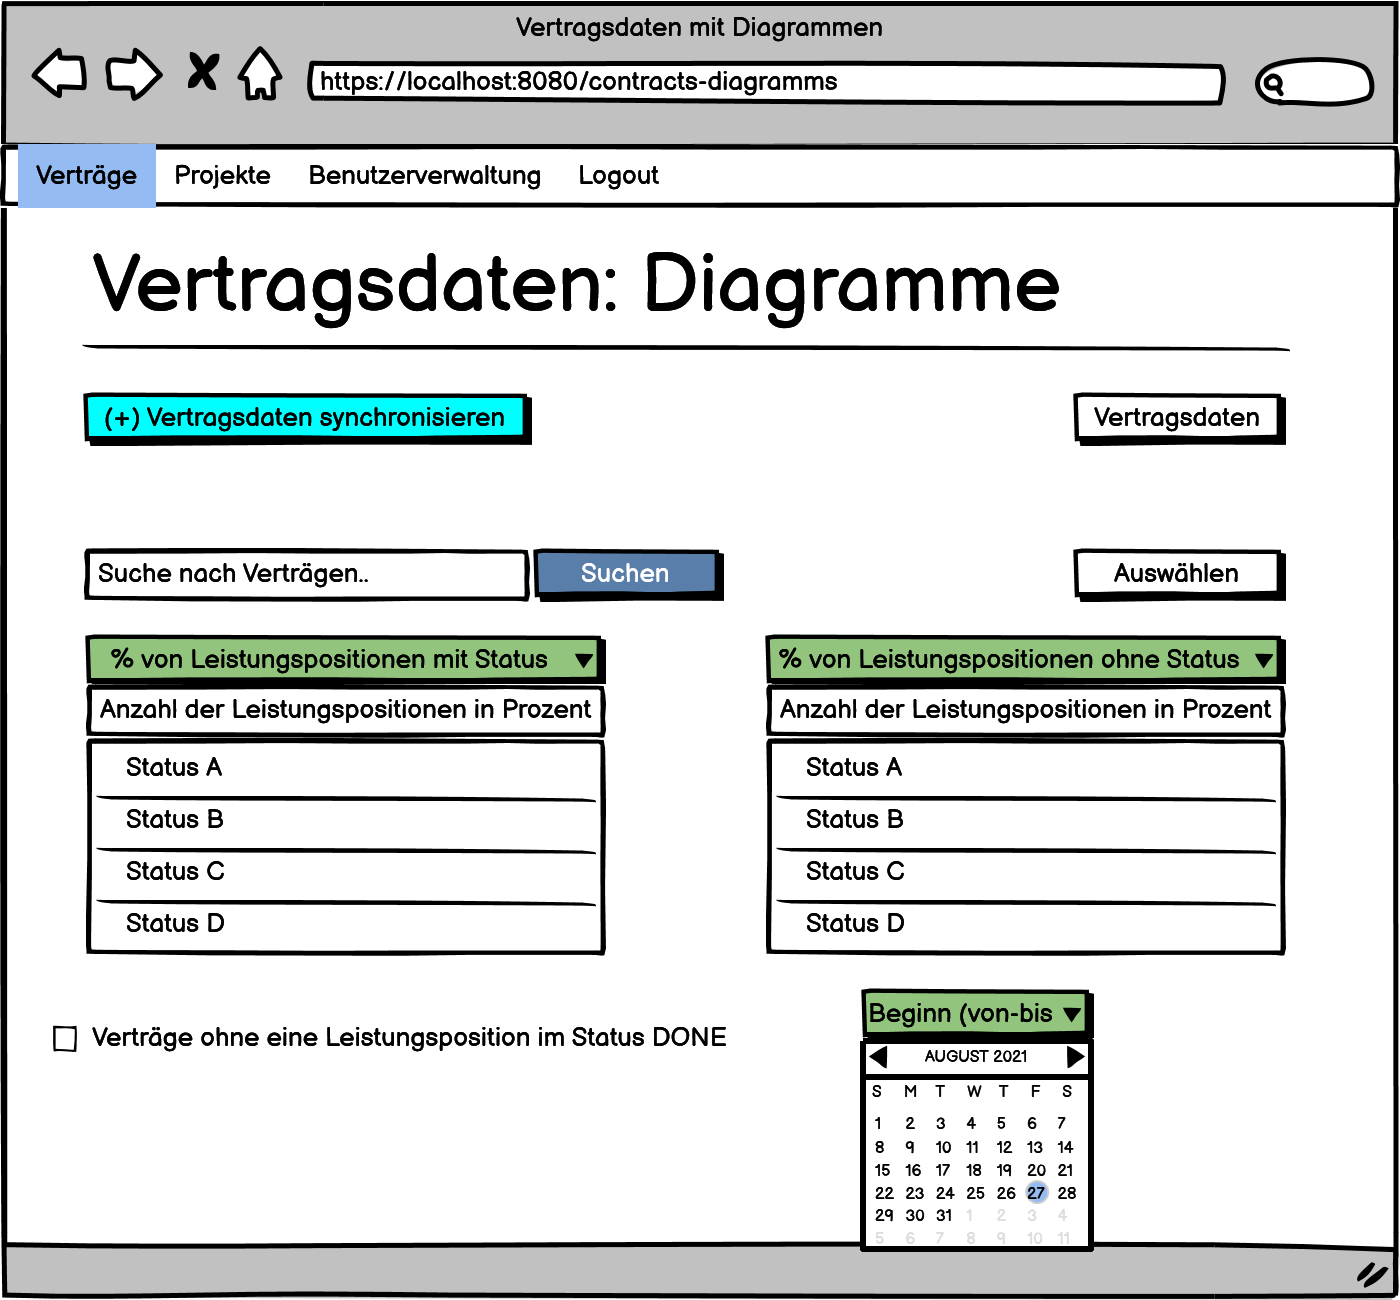 Vertragsdaten mit Diagrammen
https://localhost:8080/contracts-diagramms
Verträge Projekte Benutzerverwaltung Logout
Vertragsdaten: Diagramme
(+) Vertragsdaten synchronisieren Vertragsdaten
Suche nach Verträgen.. Suchen Auswählen
% von Leistungspositionen mit Status
Anzahl der Leistungspositionen in Prozent
Status A
Status B
Status C
Status D
% von Leistungspositionen ohne Status
Anzahl der Leistungspositionen in Prozent
Status A
Status B
Status C
Status D
Verträge ohne eine Leistungsposition im Status DONE
Beginn (von-bis
AUGUST 2021
S M T W T F S
1 2 3 4 5 6 7
8 9 10 11 12 13 14
15 16 17 18 19 20 21
22 23 24 25 26 27 28
29 30 31 1 2 3 4
5 6 7 8 9 10 11